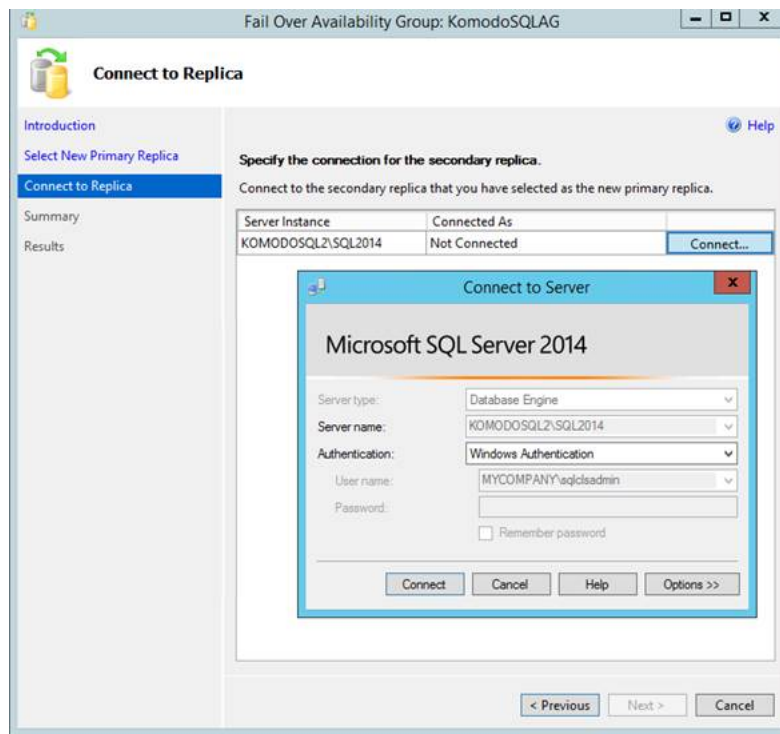 Fail Over Availability Group: KomodoSQLAG
Connect to Replica
Introduction
Select New Primary Replica
Connect to Replica
Summary
Results
Help
Specify the connection for the secondary replica.
Connect to the secondary replica that you have selected as the new primary replica.
Server Instance Connected As
KOMODOSQL2\SQL2014 Not Connected Connect...
Connect to Server
Microsoft SQL Server 2014
Server type: Database Engine
Server name: KOMODOSQL2\SQL2014
Authentication: Windows Authentication
User name: MYCOMPANY\sqlclsadmin
Password:
Remember password
Connect Cancel Help Options >>
< Previous Next > Cancel